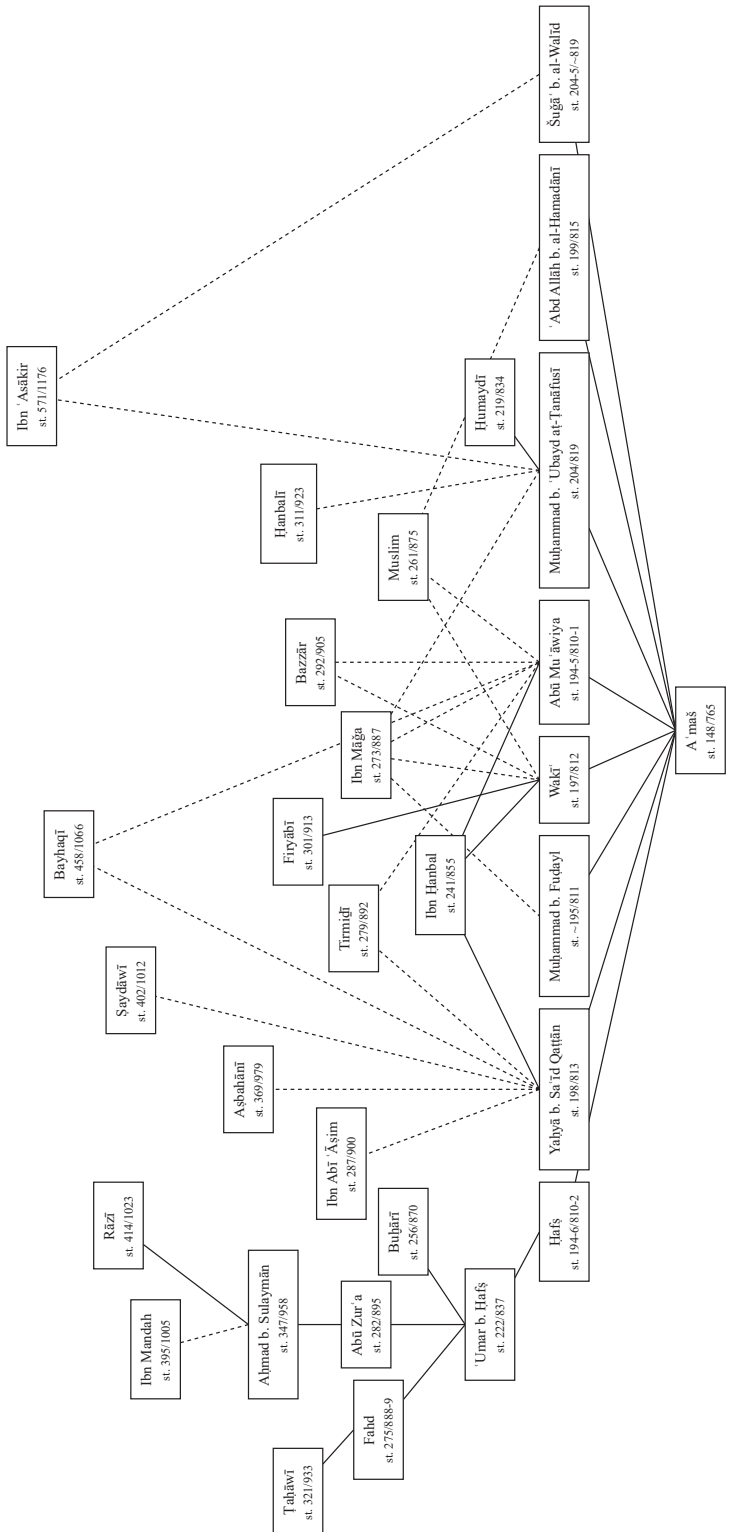 Ibn ʿAsākir
st. 571/1176
Bayhaqī
st. 458/1066
Ṣaydāwī
st. 402/1012
Rāzī
st. 414/1023
Ibn Mandah
st. 395/1005
Aṣbahānī
st. 369/979
Aḥmad b. Sulaymān
st. 347/958
Ṭaḥāwī
st. 321/933
Ḥanbalī
st. 311/923
Firyābī
st. 301/913
Bazzār
st. 292/905
Ibn Abī ʿĀṣim
st. 287/900
Abū Zurʿa
st. 282/895
Tirmiḏī
st. 279/892
Fahd
st. 275/888-9
Ibn Māǧa
st. 273/887
Muslim
st. 261/875
Buḫārī
st. 256/870
Ibn Ḥanbal
st. 241/855
ʿUmar b. Ḥafṣ
st. 222/837
Ḥumaydī
st. 219/834
Ḥafṣ
st. 194-6/810-2
Yaḥyā b. Saʿīd Qaṭṭān
st. 198/813
Muḥammad b. Fuḍayl
st. ~195/811
Wakīʿ
st. 197/812
Abū Muʿāwiya
st. 194-5/810-1
Muḥammad b. ʿUbayd aṭ-Ṭanāfusī
st. 204/819
ʿAbd Allāh b. al-Hamadānī
st. 199/815
Šuǧāʿ b. al-Walīd
st. 204-5/~819
Aʿmaš
st. 148/765